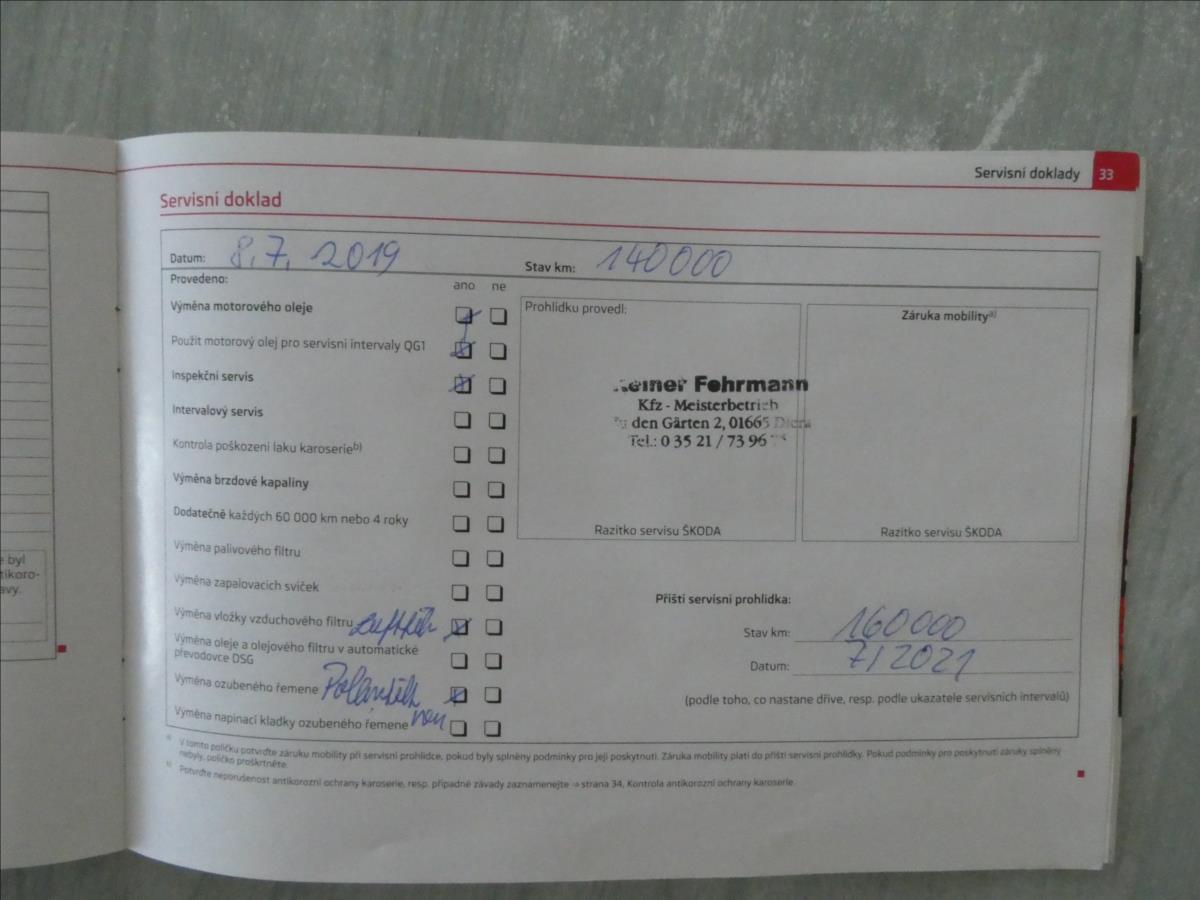 Servisní doklady 33
Servisní doklad
Datum: 8.7.2019 Stav km: 140000
Provedeno: ano ne
Výměna motorového oleje
Použit motorový olej pro servisní intervaly QG1
Inspekční servis
Intervalový servis
Kontrola poškození laku karoserieb)
Výměna brzdové kapaliny
Dodatečně každých 60 000 km nebo 4 roky
Výměna palivového filtru
Výměna zapalovacích svíček
Výměna vložky vzduchového filtru
Výměna oleje a olejového filtru v automatické
převodovce DSG
Výměna ozubeného řemene
Výměna napínací kladky ozubeného řemene neu
Prohlídku provedl:
Reiner Fehrmann
Kfz - Meisterbetrieb
den Gärten 2, 01665 Diera
Tel.: 0 35 21 / 73 96
Razítko servisu ŠKODA
Záruka mobilitya)
Razítko servisu ŠKODA
Příští servisní prohlídka:
Stav km: 160000
Datum: 7/2021
(podle toho, co nastane dříve, resp. podle ukazatele servisních intervalů)
a) V tomto políčku potvrďte záruku mobility při servisní prohlídce, pokud byly splněny podmínky pro její poskytnutí. Záruka mobility platí do příští servisní prohlídky. Pokud podmínky pro poskytnutí záruky splněny
nebyly, políčko proškrtněte.
b) Potvrďte neporušenost antikorozní ochrany karoserie, resp. případné závady zaznamenejte ⇒ strana 34, Kontrola antikorozní ochrany karoserie.
e byl
tikoro-
avy.